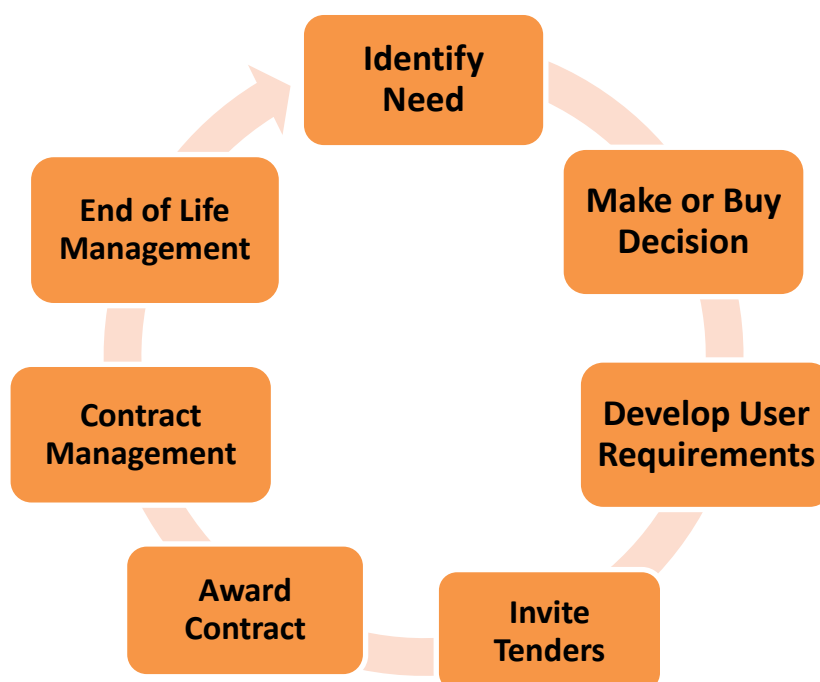 Identify
Need
Make or Buy
Decision
Develop User
Requirements
Invite
Tenders
Award
Contract
Contract
Management
End of Life
Management